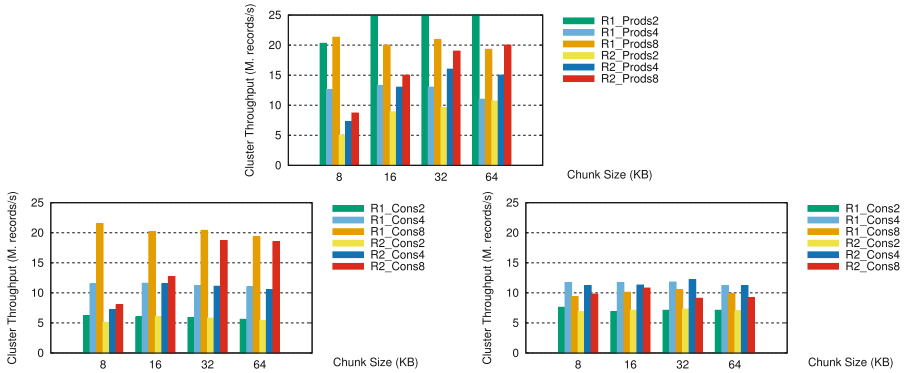 Cluster Throughput (M. records/s)
25
20
15
10
5
0
8 16 32 64
Chunk Size (KB)
R1_Prods2
R1_Prods4
R1_Prods8
R2_Prods2
R2_Prods4
R2_Prods8
Cluster Throughput (M. records/s)
25
20
15
10
5
0
8 16 32 64
Chunk Size (KB)
R1_Cons2
R1_Cons4
R1_Cons8
R2_Cons2
R2_Cons4
R2_Cons8
Cluster Throughput (M. records/s)
25
20
15
10
5
0
8 16 32 64
Chunk Size (KB)
R1_Cons2
R1_Cons4
R1_Cons8
R2_Cons2
R2_Cons4
R2_Cons8